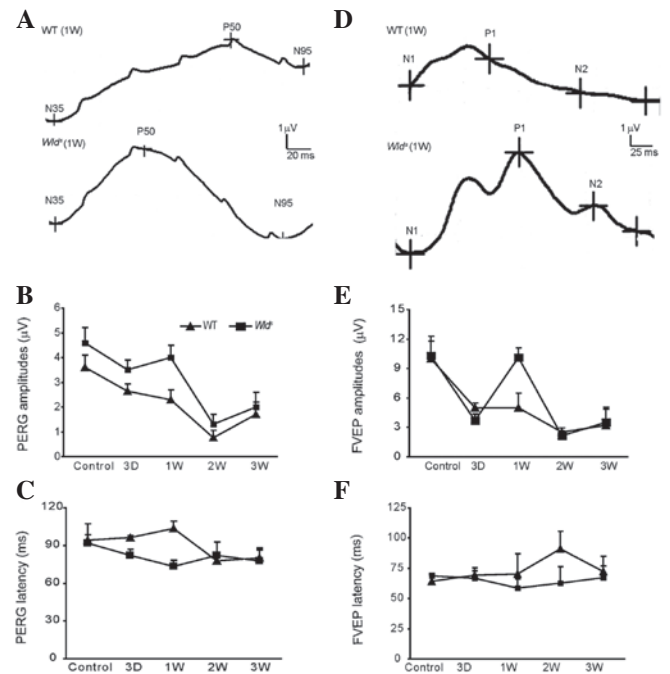 A
WT (1W)
P50
N95
N35
Wldˢ (1W)
P50
N35
N95
1 μV
20 ms
D
WT (1W)
N1
P1
N2
Wldˢ (1W)
P1
N2
N1
1 μV
25 ms
B
PERG amplitudes (μV)
6
5
4
3
2
1
0
WT
Wldˢ
Control 3D 1W 2W 3W
E
FVEP amplitudes (μV)
15
12
9
6
3
0
Control 3D 1W 2W 3W
C
PERG latency (ms)
120
90
60
30
0
Control 3D 1W 2W 3W
F
FVEP latency (ms)
125
100
75
50
25
0
Control 3D 1W 2W 3W